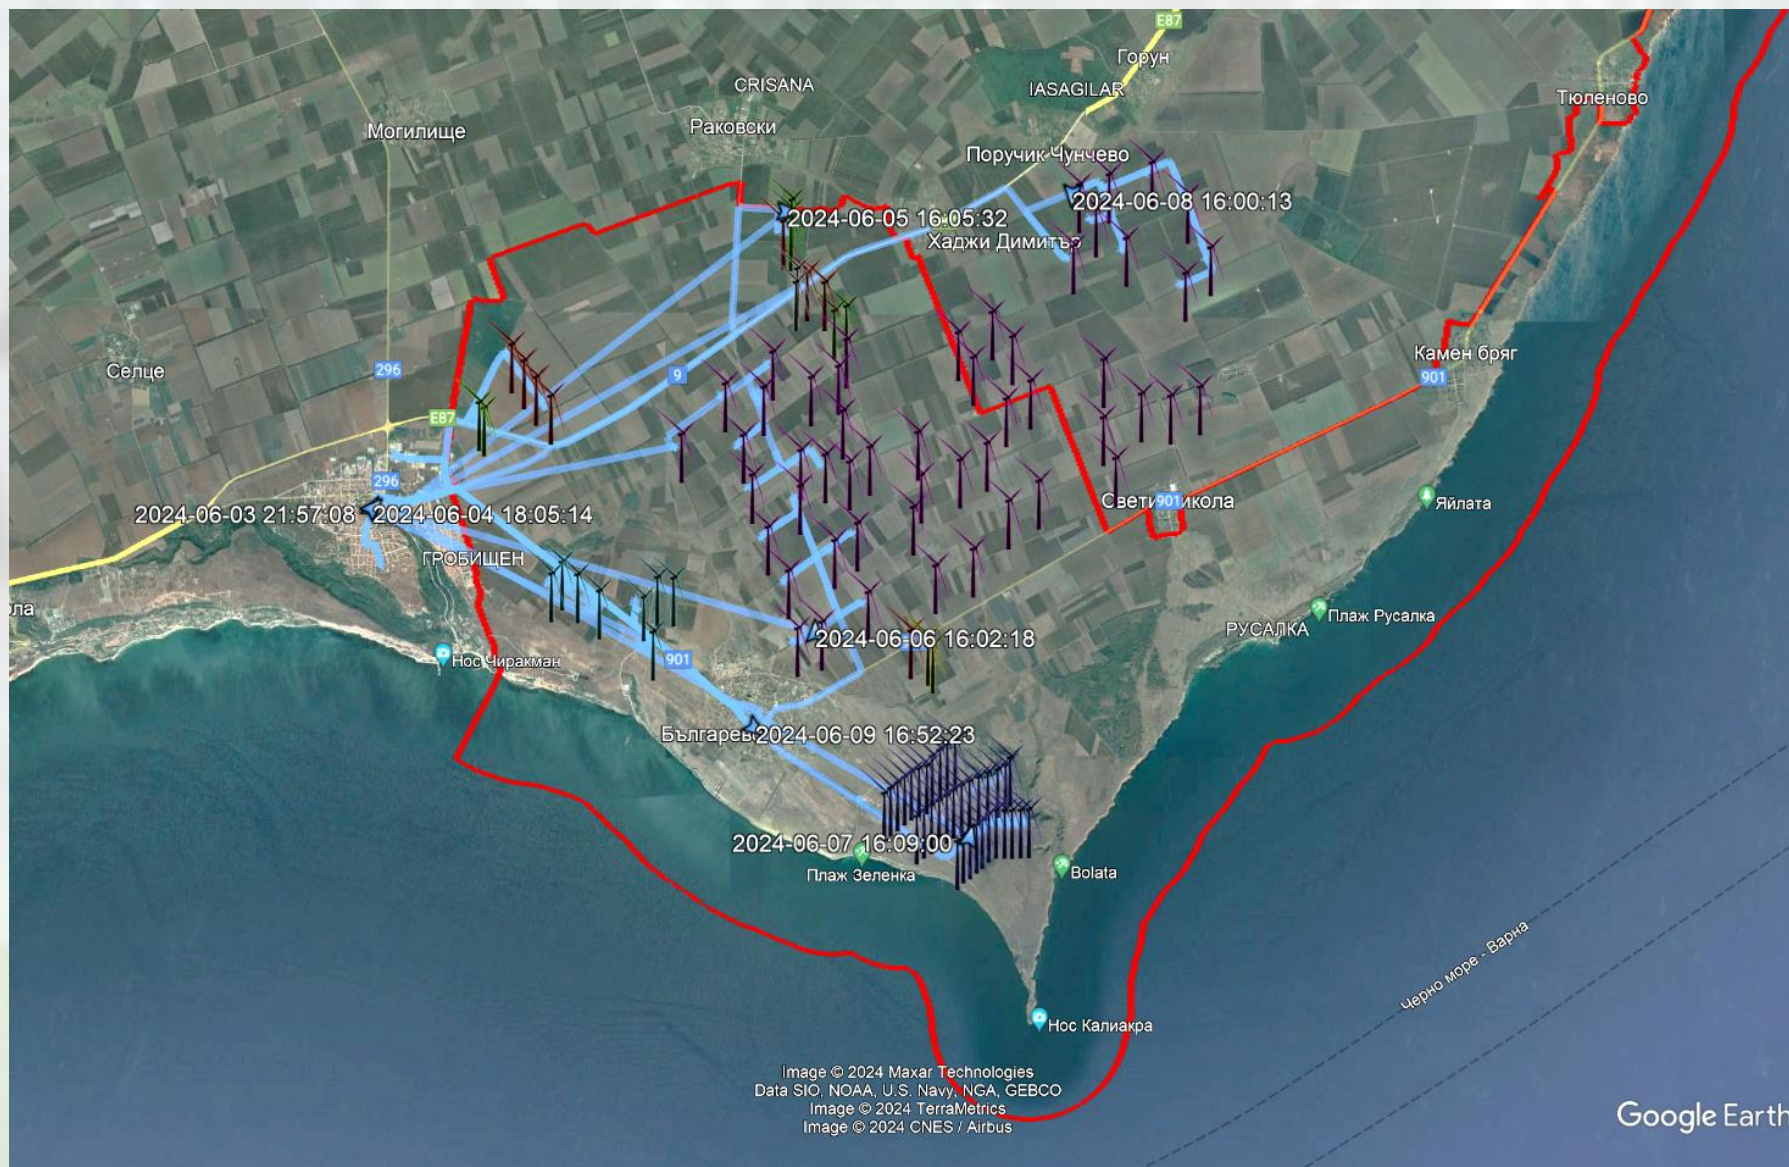 E87
Горун
CRISANA
IASAGILAR
Тюленово
Могилище
Раковски
Поручик Чунчево
2024-06-08 16:00:13
2024-06-05 16:05:32
Хаджи Димитър
Камен бряг
Селце
296
9
901
E87
296
Свети Никола
901
Яйлата
2024-06-03 21:57:08
2024-06-04 18:05:14
ГРОБИЩЕН
Плаж Русалка
РУСАЛКА
2024-06-06 16:02:18
Нос Чиракман
901
Българево
2024-06-09 16:52:23
2024-06-07 16:09:00
Плаж Зеленка
Bolata
Черно море - Варна
Нос Калиакра
Image © 2024 Maxar Technologies
Data SIO, NOAA, U.S. Navy, NGA, GEBCO
Image © 2024 TerraMetrics
Image © 2024 CNES / Airbus
Google Earth